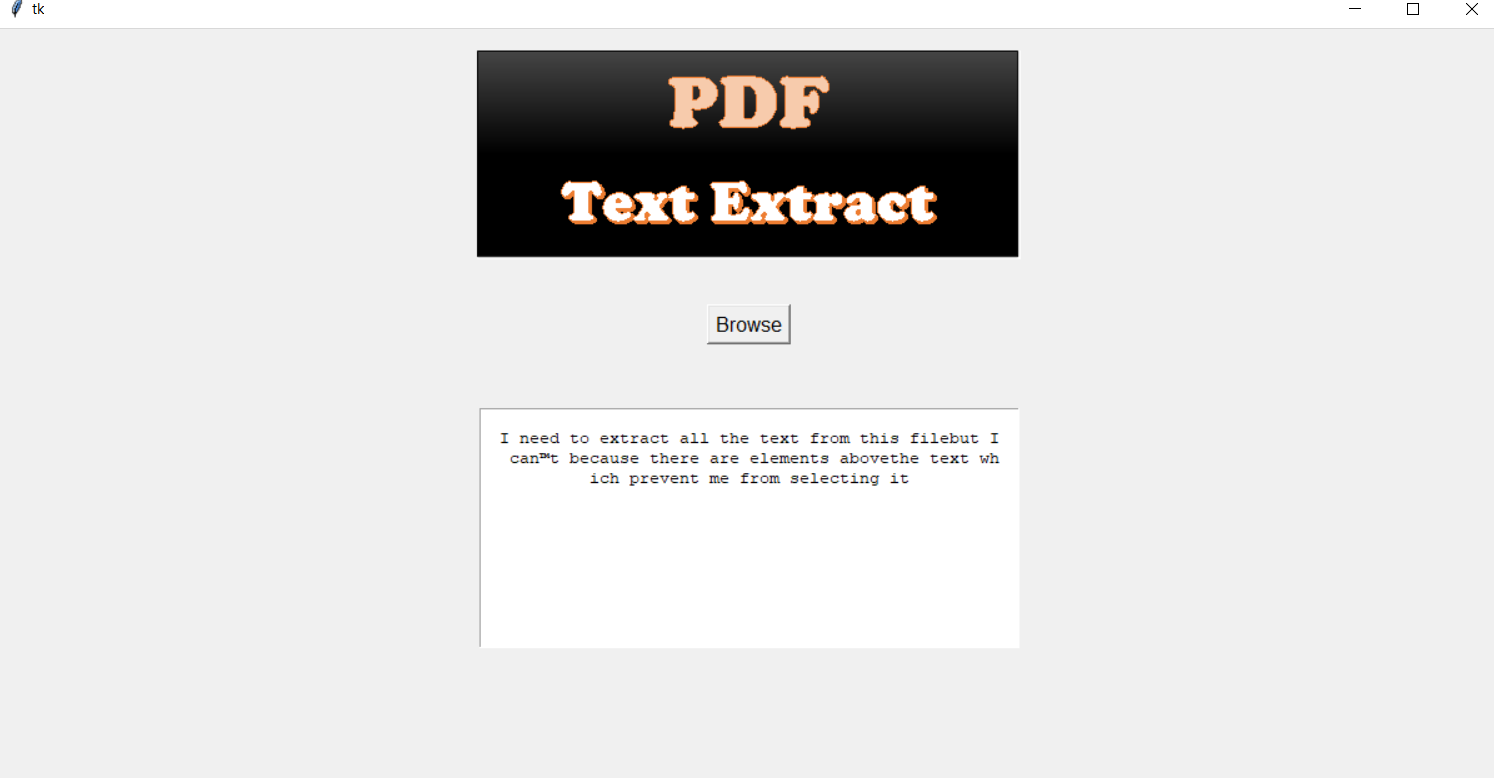 tk
PDF
Text Extract
Browse
I need to extract all the text from this filebut I
can™t because there are elements abovethe text wh
ich prevent me from selecting it